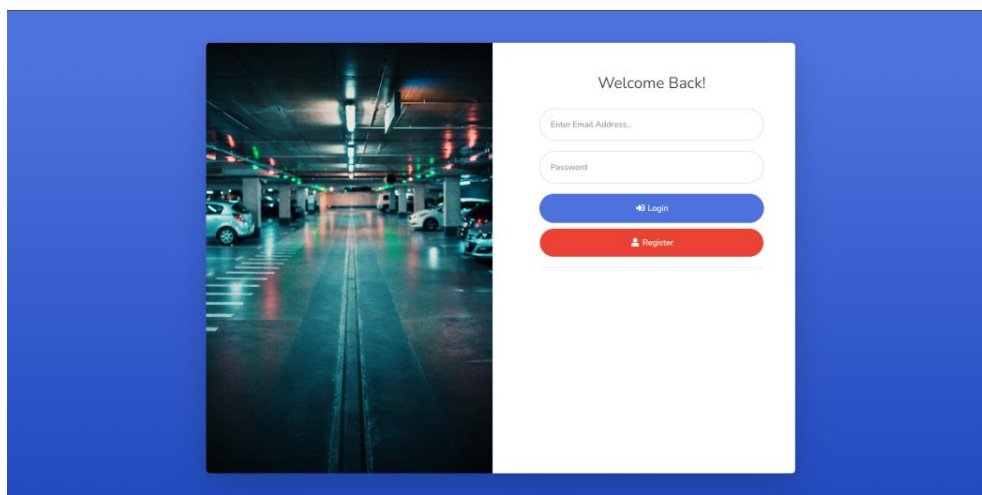 Welcome Back!
Enter Email Address...
Password
Login
Register